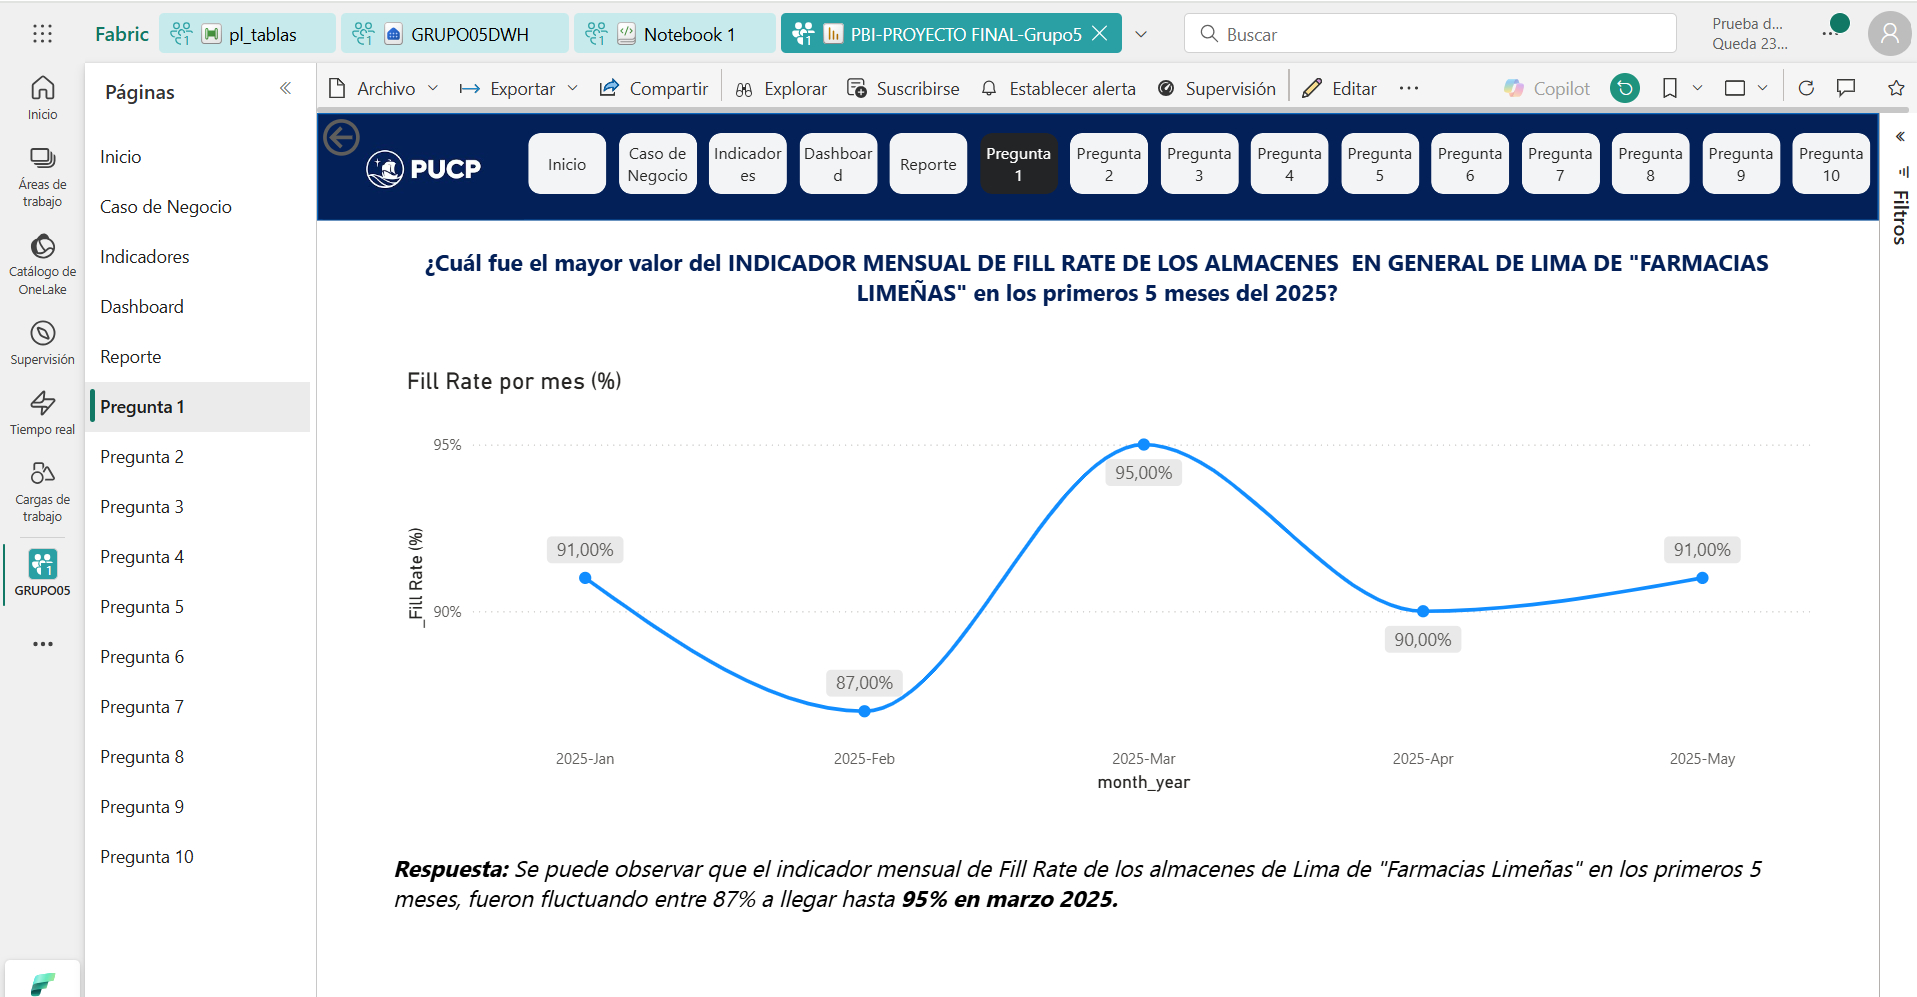 Fabric
pl_tablas
GRUPO05DWH
Notebook 1
PBI-PROYECTO FINAL-Grupo5
Buscar
Prueba d...
Queda 23...
Inicio
Áreas de
trabajo
Catálogo de
OneLake
Supervisión
Tiempo real
Cargas de
trabajo
GRUPO05
Páginas
Inicio
Caso de Negocio
Indicadores
Dashboard
Reporte
Pregunta 1
Pregunta 2
Pregunta 3
Pregunta 4
Pregunta 5
Pregunta 6
Pregunta 7
Pregunta 8
Pregunta 9
Pregunta 10
Archivo
Exportar
Compartir
Explorar
Suscribirse
Establecer alerta
Supervisión
Editar
Copilot
PUCP
Inicio
Caso de
Negocio
Indicador
es
Dashboar
d
Reporte
Pregunta
1
Pregunta
2
Pregunta
3
Pregunta
4
Pregunta
5
Pregunta
6
Pregunta
7
Pregunta
8
Pregunta
9
Pregunta
10
Filtros
¿Cuál fue el mayor valor del INDICADOR MENSUAL DE FILL RATE DE LOS ALMACENES  EN GENERAL DE LIMA DE "FARMACIAS
LIMEÑAS" en los primeros 5 meses del 2025?
Fill Rate por mes (%)
95%
90%
_Fill Rate (%)
91,00%
87,00%
95,00%
90,00%
91,00%
2025-Jan
2025-Feb
2025-Mar
2025-Apr
2025-May
month_year
Respuesta: Se puede observar que el indicador mensual de Fill Rate de los almacenes de Lima de "Farmacias Limeñas" en los primeros 5
meses, fueron fluctuando entre 87% a llegar hasta 95% en marzo 2025.